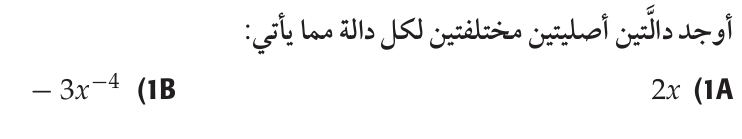 أوجد دالَّتين أصليتين مختلفتين لكل دالة مما يأتي:
2x (1A
− 3x⁻⁴ (1B